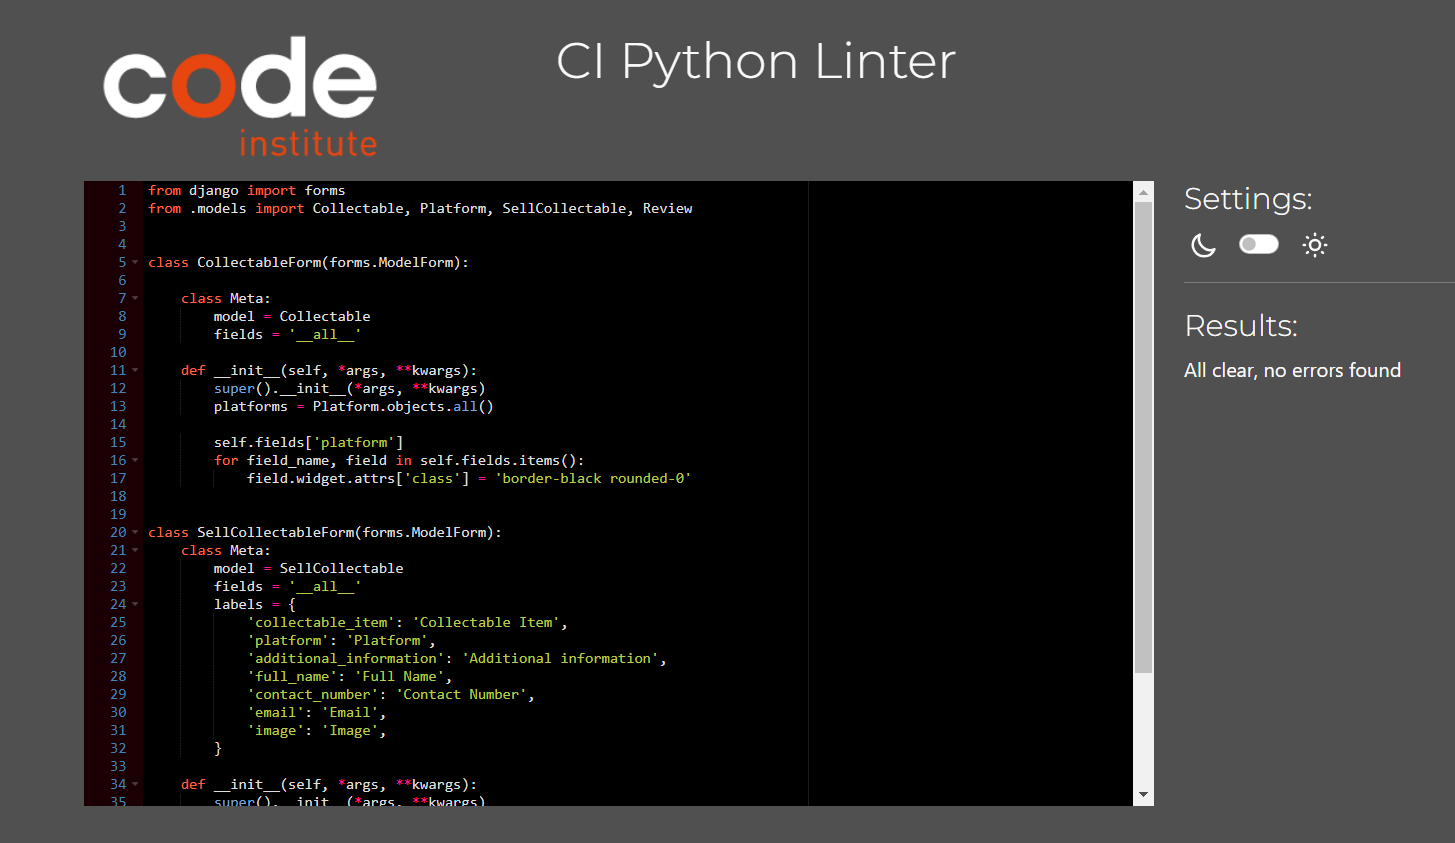 code
institute
CI Python Linter
1 from django import forms
2 from .models import Collectable, Platform, SellCollectable, Review
3
4
5 class CollectableForm(forms.ModelForm):
6
7     class Meta:
8         model = Collectable
9         fields = '__all__'
10
11     def __init__(self, *args, **kwargs):
12         super().__init__(*args, **kwargs)
13         platforms = Platform.objects.all()
14
15         self.fields['platform']
16         for field_name, field in self.fields.items():
17             field.widget.attrs['class'] = 'border-black rounded-0'
18
19
20 class SellCollectableForm(forms.ModelForm):
21     class Meta:
22         model = SellCollectable
23         fields = '__all__'
24         labels = {
25             'collectable_item': 'Collectable Item',
26             'platform': 'Platform',
27             'additional_information': 'Additional information',
28             'full_name': 'Full Name',
29             'contact_number': 'Contact Number',
30             'email': 'Email',
31             'image': 'Image',
32         }
33
34     def __init__(self, *args, **kwargs):
35         super().__init__(*args, **kwargs)
Settings:
Results:
All clear, no errors found